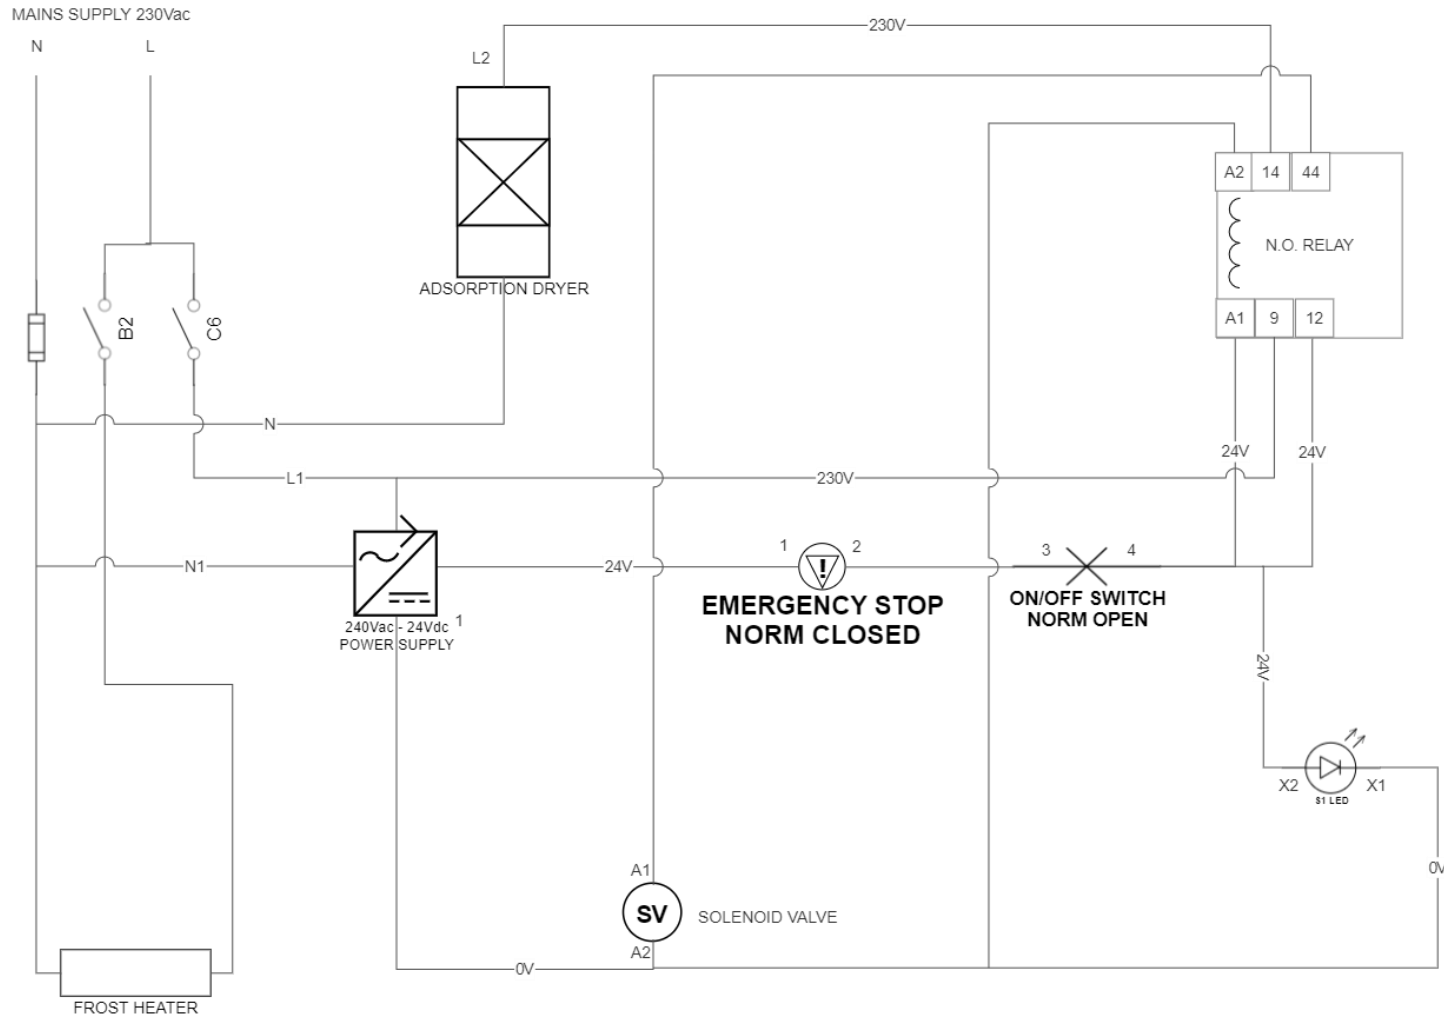 MAINS SUPPLY 230Vac
N
L
L2
230V
ADSORPTION DRYER
A2
14
44
N.O. RELAY
A1
9
12
B2
C6
N
24V
24V
L1
230V
N1
24V
1
2
3
4
EMERGENCY STOP
NORM CLOSED
ON/OFF SWITCH
NORM OPEN
240Vac - 24Vdc
1
POWER SUPPLY
24V
X2
X1
S1 LED
A1
SV
SOLENOID VALVE
A2
0V
0V
FROST HEATER